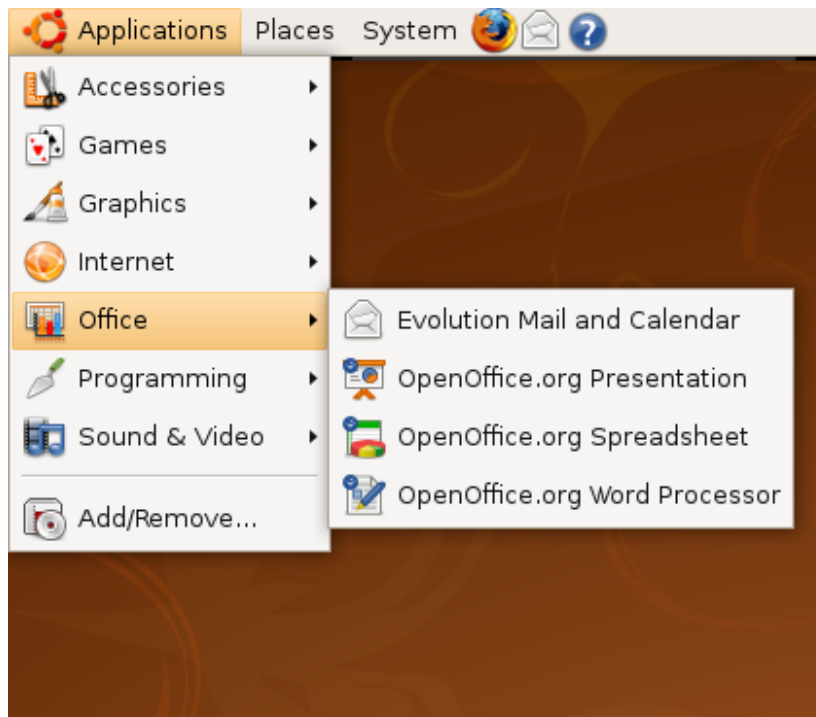 Applications Places System
Accessories
Games
Graphics
Internet
Office
Programming
Sound & Video
Add/Remove...
Evolution Mail and Calendar
OpenOffice.org Presentation
OpenOffice.org Spreadsheet
OpenOffice.org Word Processor